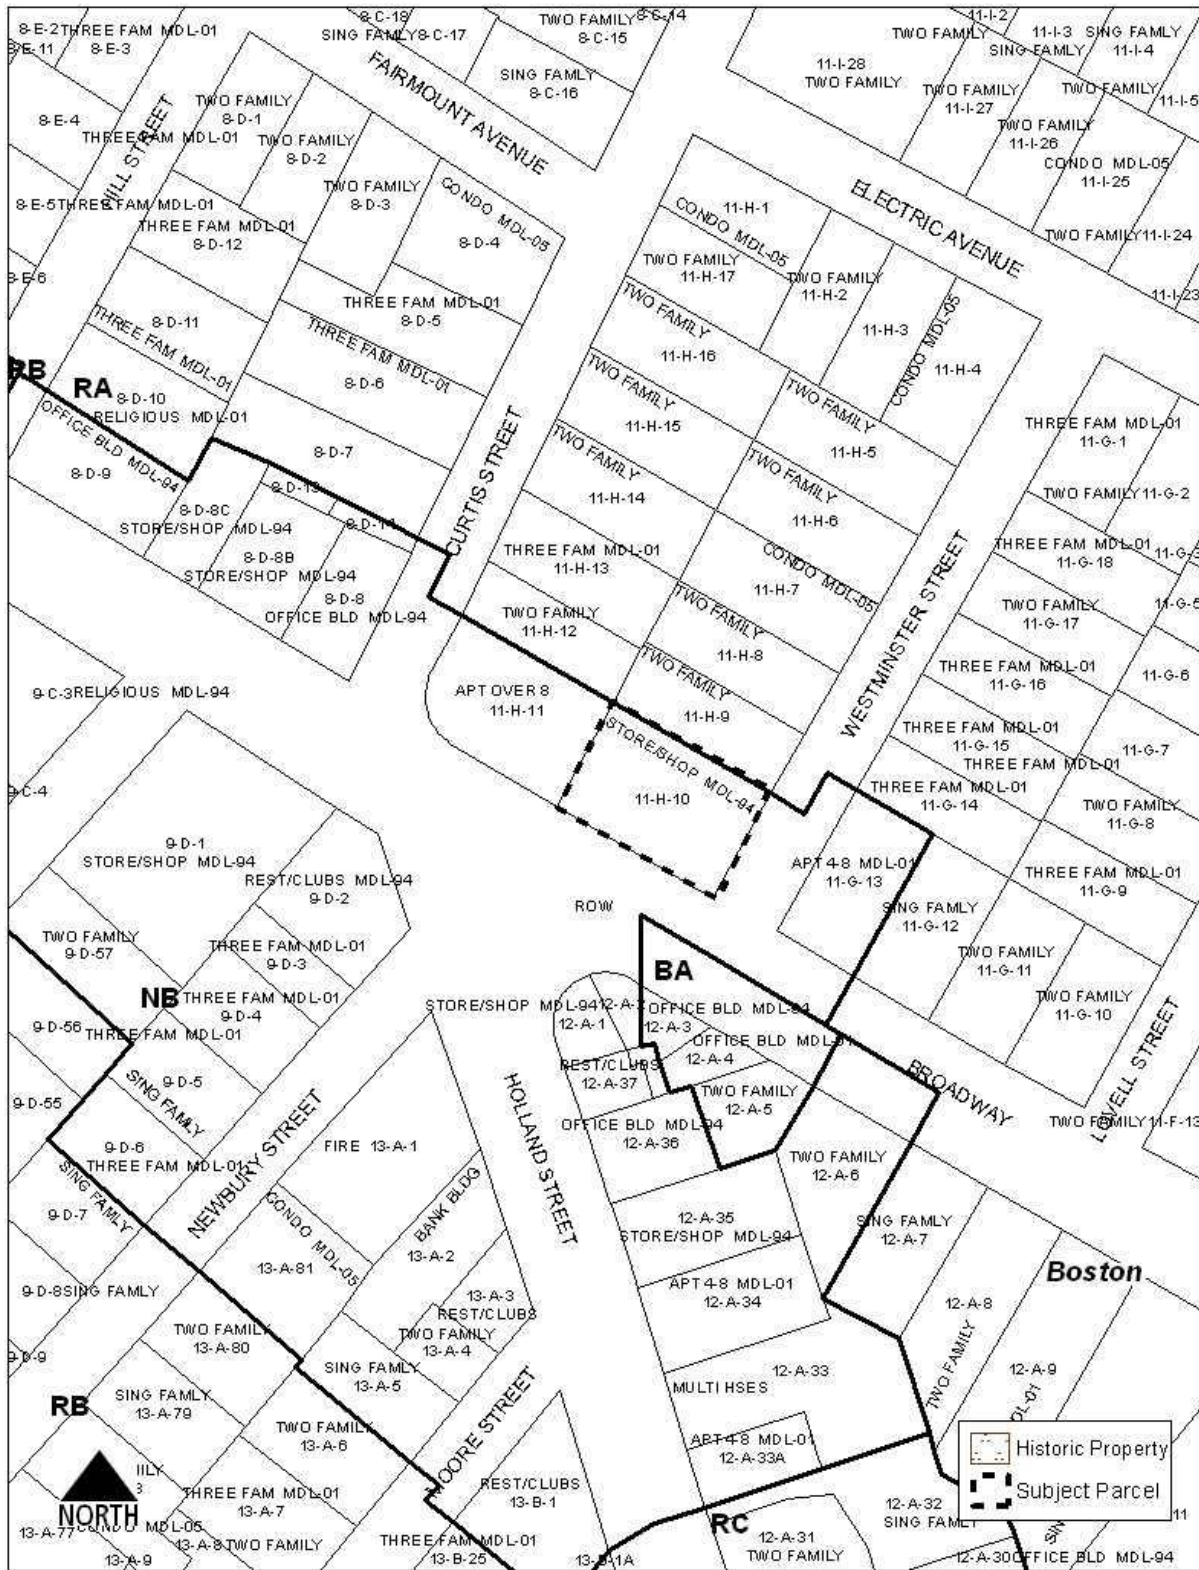 8-E-2
THREE FAM MDL-01
8-E-3
8-E-11
8-C-18
SING FAMLY
8-C-17
TWO FAMILY
8-C-15
8-C-14
SING FAMLY
8-C-16
FAIRMOUNT AVENUE
11-I-2
TWO FAMILY
11-I-3
SING FAMLY
SING FAMLY
11-I-4
11-I-28
TWO FAMILY
TWO FAMILY
11-I-27
TWO FAMILY
11-I-5
TWO FAMILY
11-I-26
CONDO MDL-05
11-I-25
TWO FAMILY
11-I-24
11-I-23
ELECTRIC AVENUE
8-E-4
THREE FAM MDL-01
TWO FAMILY
8-D-1
TWO FAMILY
8-D-2
TWO FAMILY
8-D-3
CONDO MDL-05
8-D-4
8-E-5
THREE FAM MDL-01
THREE FAM MDL-01
8-D-12
8-E-6
THREE FAM MDL-01
8-D-5
8-D-11
THREE FAM MDL-01
THREE FAM MDL-01
8-D-6
RB
RA
8-D-10
RELIGIOUS MDL-01
OFFICE BLD MDL-94
8-D-9
8-D-7
8-D-13
8-D-14
8-D-8C
STORE/SHOP MDL-94
8-D-8B
STORE/SHOP MDL-94
8-D-8
OFFICE BLD MDL-94
CURTIS STREET
11-H-1
CONDO MDL-05
TWO FAMILY
11-H-17
TWO FAMILY
11-H-2
11-H-3
CONDO MDL-05
11-H-4
TWO FAMILY
11-H-16
TWO FAMILY
11-H-15
TWO FAMILY
11-H-5
TWO FAMILY
11-H-14
TWO FAMILY
11-H-6
THREE FAM MDL-01
11-H-13
CONDO MDL-05
11-H-7
TWO FAMILY
11-H-12
TWO FAMILY
11-H-8
TWO FAMILY
11-H-9
APT OVER 8
11-H-11
STORE/SHOP MDL-94
11-H-10
WESTMINSTER STREET
THREE FAM MDL-01
11-G-1
TWO FAMILY
11-G-2
THREE FAM MDL-01
11-G-18
11-G-3
TWO FAMILY
11-G-17
11-G-5
THREE FAM MDL-01
11-G-16
11-G-6
THREE FAM MDL-01
11-G-15
11-G-7
THREE FAM MDL-01
THREE FAM MDL-01
11-G-14
TWO FAMILY
11-G-8
APT 4-8 MDL-01
11-G-13
THREE FAM MDL-01
11-G-9
SING FAMLY
11-G-12
TWO FAMILY
11-G-11
TWO FAMILY
11-G-10
LOVELL STREET
TWO FAMILY
11-F-13
9-C-3
RELIGIOUS MDL-94
9-C-4
9-D-1
STORE/SHOP MDL-94
REST/CLUBS MDL-94
9-D-2
ROW
TWO FAMILY
9-D-57
THREE FAM MDL-01
9-D-3
NB
THREE FAM MDL-01
9-D-4
9-D-56
THREE FAM MDL-01
9-D-5
SING FAMLY
9-D-55
9-D-6
THREE FAM MDL-01
SING FAMLY
9-D-7
9-D-8
SING FAMLY
9-D-9
NEWBURY STREET
BA
STORE/SHOP MDL-94
12-A-1
OFFICE BLD MDL-94
12-A-3
12-A-4
REST/CLUBS
12-A-37
TWO FAMILY
12-A-5
OFFICE BLD MDL-94
12-A-36
TWO FAMILY
12-A-6
BROADWAY
HOLLAND STREET
FIRE 13-A-1
BANK BLDG
13-A-2
CONDO MDL-05
13-A-81
13-A-3
REST/CLUBS
TWO FAMILY
13-A-4
12-A-35
STORE/SHOP MDL-94
SING FAMLY
12-A-7
APT 4-8 MDL-01
12-A-34
Boston
12-A-8
TWO FAMILY
TWO FAMILY
13-A-80
SING FAMLY
13-A-5
12-A-33
MULTI HSES
12-A-9
RB
SING FAMLY
13-A-79
TWO FAMILY
13-A-6
MOORE STREET
APT 4-8 MDL-01
12-A-33A
REST/CLUBS
13-B-1
THREE FAM MDL-01
13-A-7
13-A-77
CONDO MDL-05
13-A-8
TWO FAMILY
13-A-9
THREE FAM MDL-01
13-B-25
13-B-1A
RC
12-A-31
TWO FAMILY
12-A-32
SING FAMLY
12-A-30
OFFICE BLD MDL-94
NORTH
Historic Property
Subject Parcel